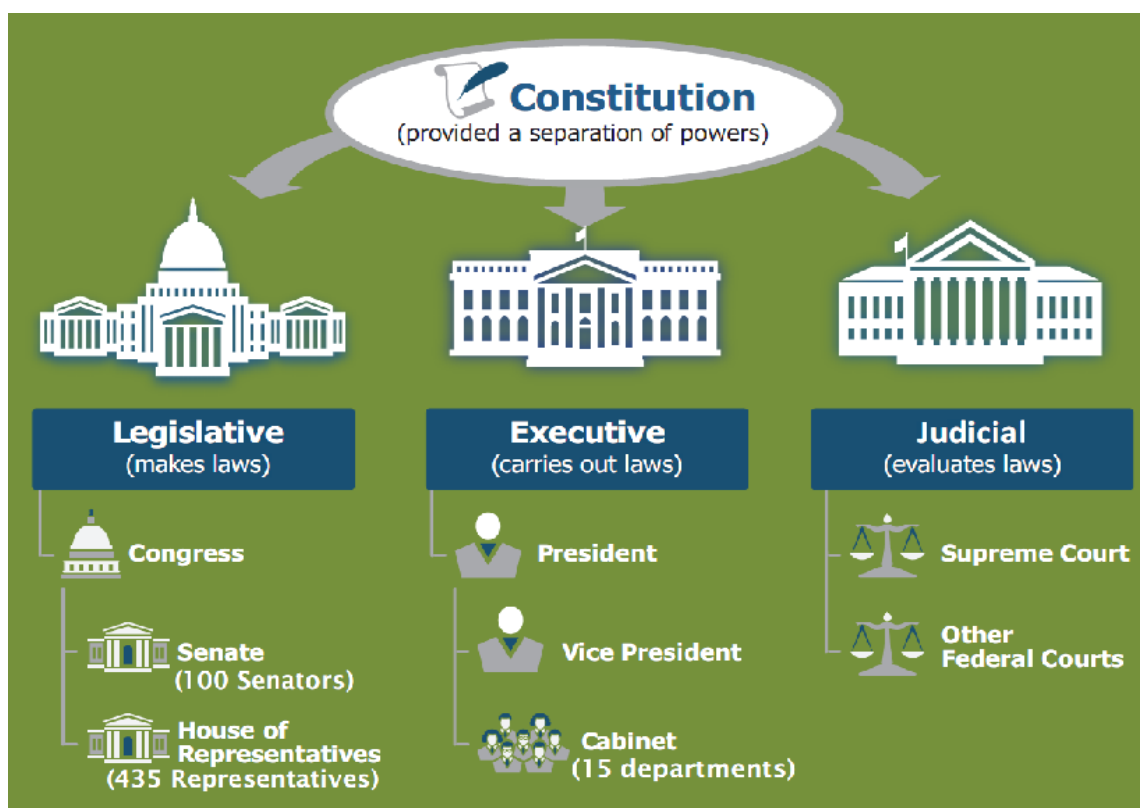 Constitution
(provided a separation of powers)
Legislative
(makes laws)
Congress
Senate
(100 Senators)
House of
Representatives
(435 Representatives)
Executive
(carries out laws)
President
Vice President
Cabinet
(15 departments)
Judicial
(evaluates laws)
Supreme Court
Other
Federal Courts